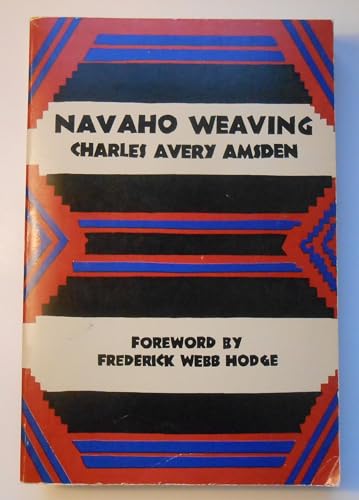 NAVAHO WEAVING
CHARLES AVERY AMSDEN
FOREWORD BY
FREDERICK WEBB HODGE